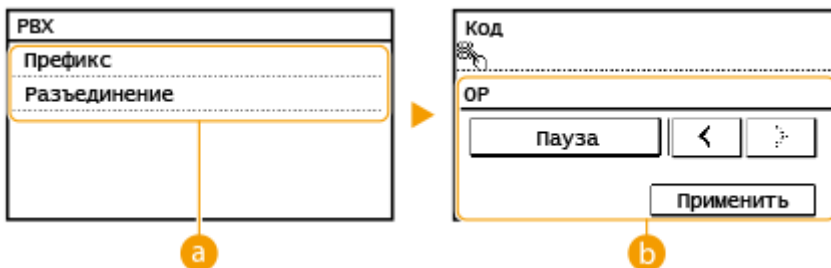 PBX
Префикс
Разъединение
a
Код
OP
Пауза
Применить
b